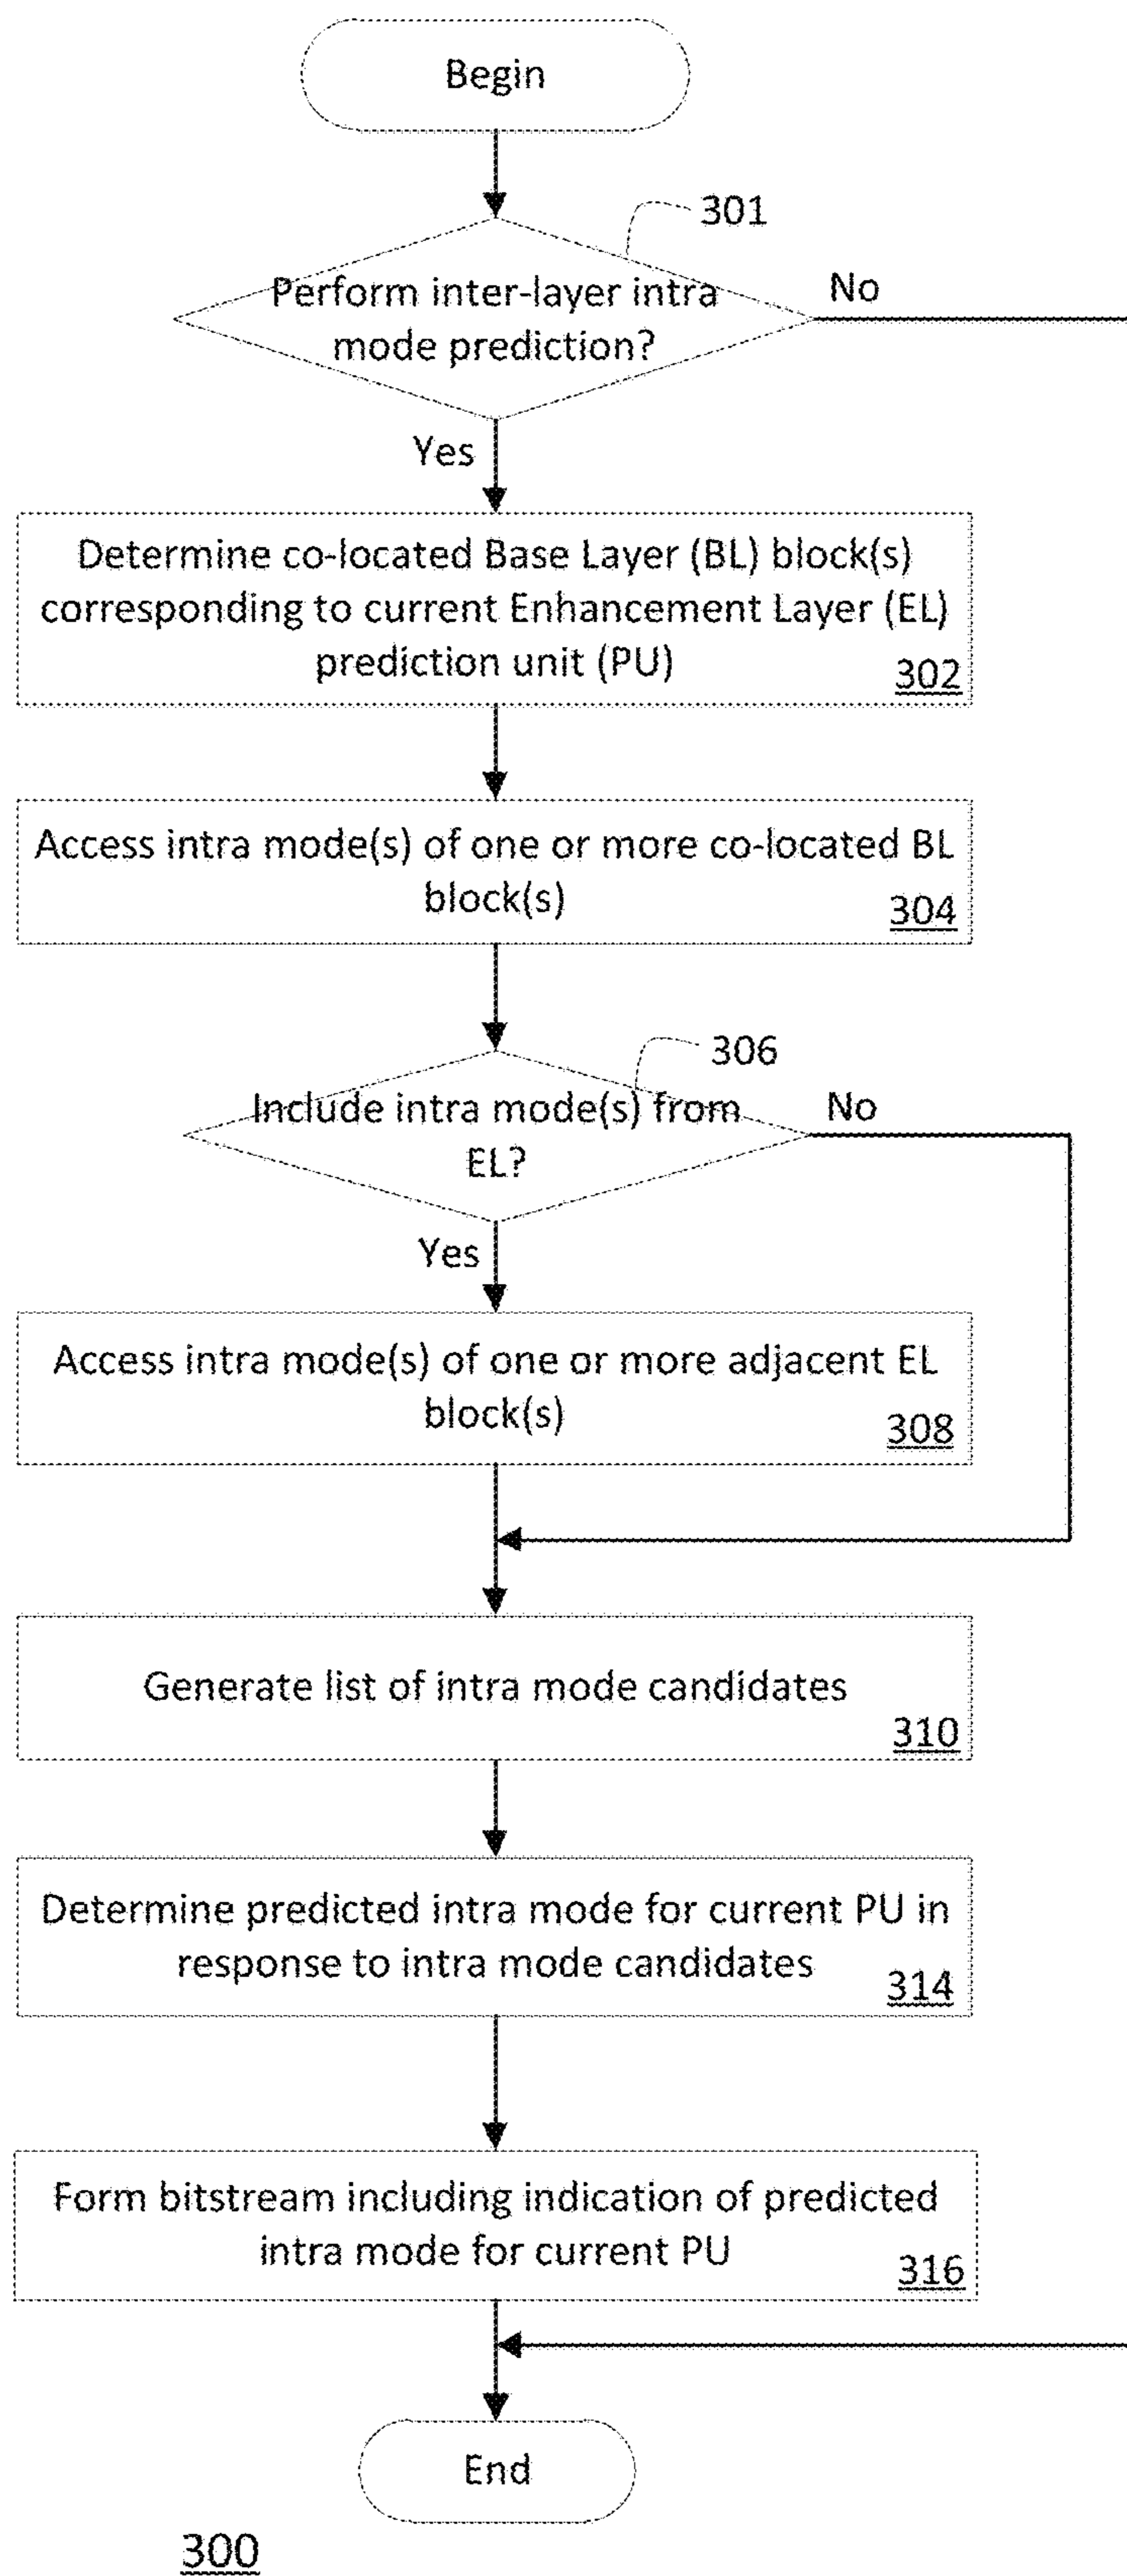 Begin
301
Perform inter-layer intra
mode prediction?
No
Yes
Determine co-located Base Layer (BL) block(s)
corresponding to current Enhancement Layer (EL)
prediction unit (PU)
302
Access intra mode(s) of one or more co-located BL
block(s)
304
306
Include intra mode(s) from
EL?
No
Yes
Access intra mode(s) of one or more adjacent EL
block(s)
308
Generate list of intra mode candidates
310
Determine predicted intra mode for current PU in
response to intra mode candidates
314
Form bitstream including indication of predicted
intra mode for current PU
316
End
300